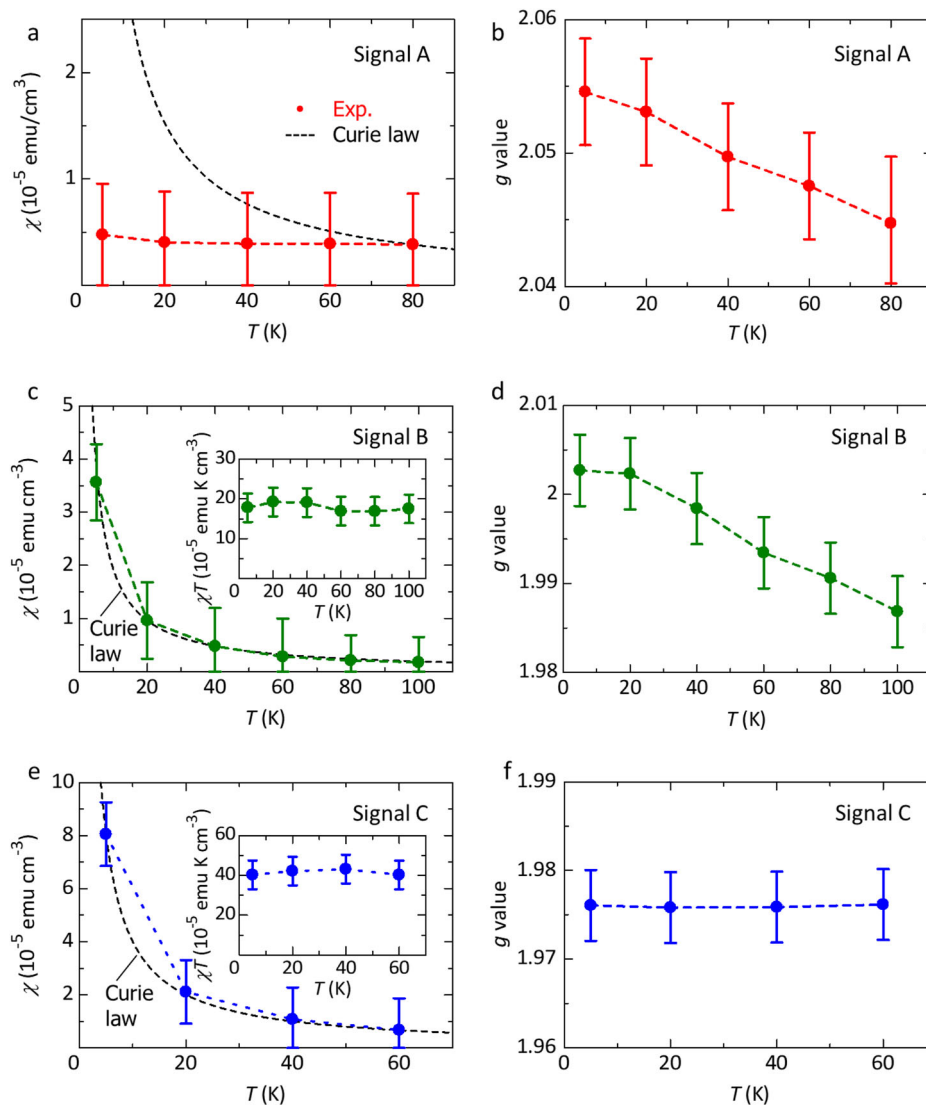 a
Signal A
2
1
χ (10⁻⁵ emu/cm³)
Exp.
Curie law
0 20 40 60 80
T (K)
b
Signal A
2.06
2.05
2.04
g value
0 20 40 60 80
T (K)
c
Signal B
5
4
3
2
1
χ (10⁻⁵ emu cm⁻³)
Curie
law
30
20
10
χT (10⁻⁵ emu K cm⁻³)
0 20 40 60 80 100
T (K)
0 20 40 60 80 100
T (K)
d
Signal B
2.01
2
1.99
1.98
g value
0 20 40 60 80 100
T (K)
e
Signal C
10
8
6
4
2
χ (10⁻⁵ emu cm⁻³)
Curie
law
60
40
20
χT (10⁻⁵ emu K cm⁻³)
0 20 40 60
T (K)
0 20 40 60
T (K)
f
Signal C
1.99
1.98
1.97
1.96
g value
0 20 40 60
T (K)